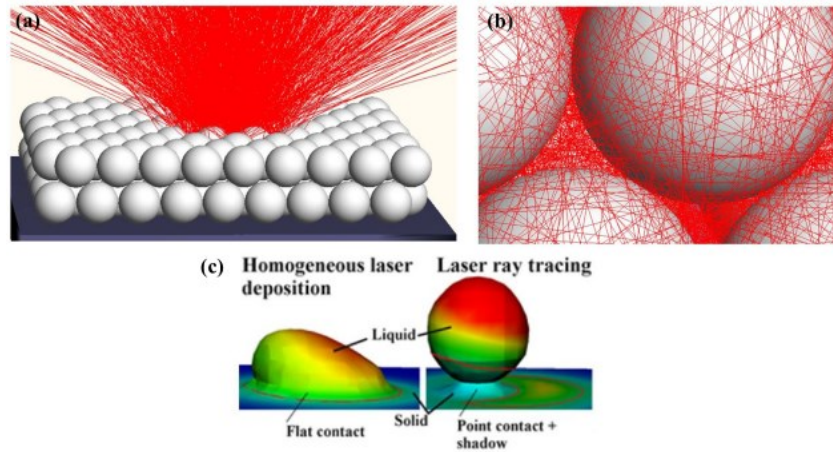 (a)
(b)
(c) Homogeneous laser deposition
Laser ray tracing
Liquid
Solid
Flat contact
Point contact + shadow